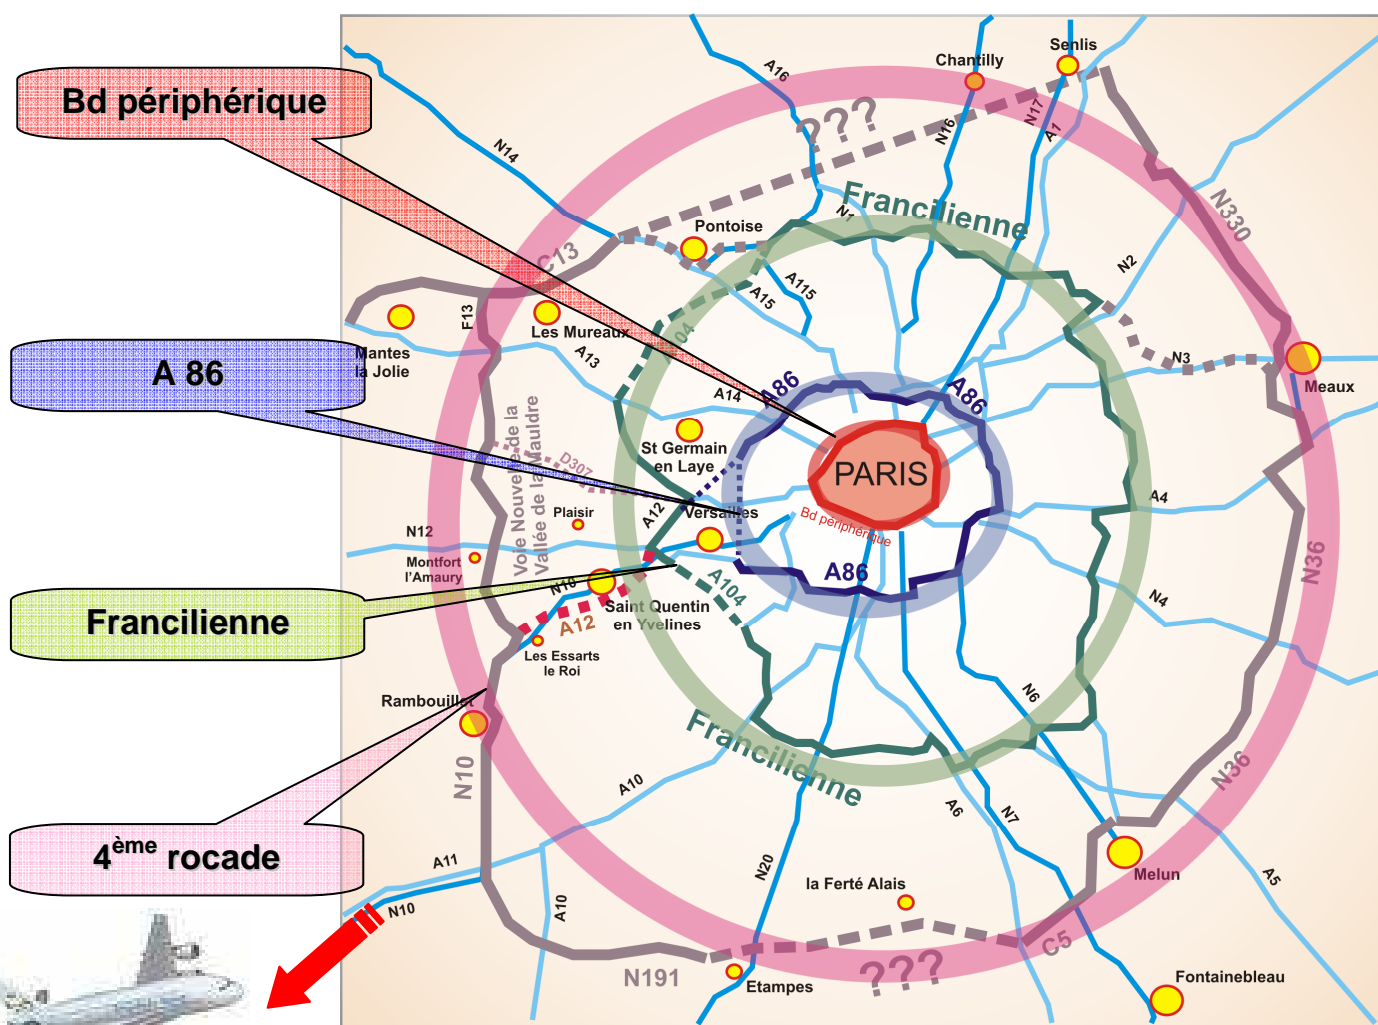 Bd périphérique
A 86
Francilienne
4ème rocade
Senlis
Chantilly
A16
N17
N16
A1
???
N14
Francilienne
N330
N1
Pontoise
C13
N2
A115
A15
F13
Les Mureaux
04
Mantes
la Jolie
A13
N3
Meaux
A86
A86
A14
Voie Nouvelle de la
Vallée de la Mauldre
St Germain
en Laye
D307
PARIS
A4
Plaisir
A12
Versailles
Bd périphérique
N12
Montfort
l'Amaury
N36
A86
N10
A104
Saint Quentin
en Yvelines
A12
N4
Les Essarts
le Roi
Rambouillet
N6
Francilienne
N10
A10
N36
A6
N7
A11
N20
Melun
A5
la Ferté Alais
N10
A10
C5
???
N191
Etampes
Fontainebleau